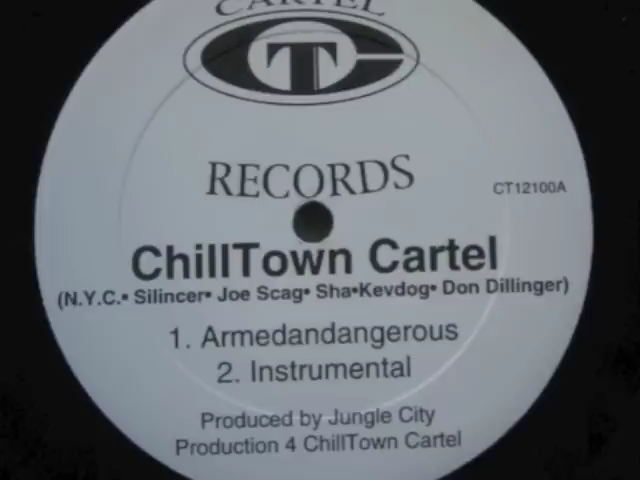 CARTEL
CT
RECORDS
CT12100A
ChillTown Cartel
(N.Y.C.• Silincer• Joe Scag• Sha•Kevdog• Don Dillinger)
1. Armedandangerous
2. Instrumental
Produced by Jungle City
Production 4 ChillTown Cartel